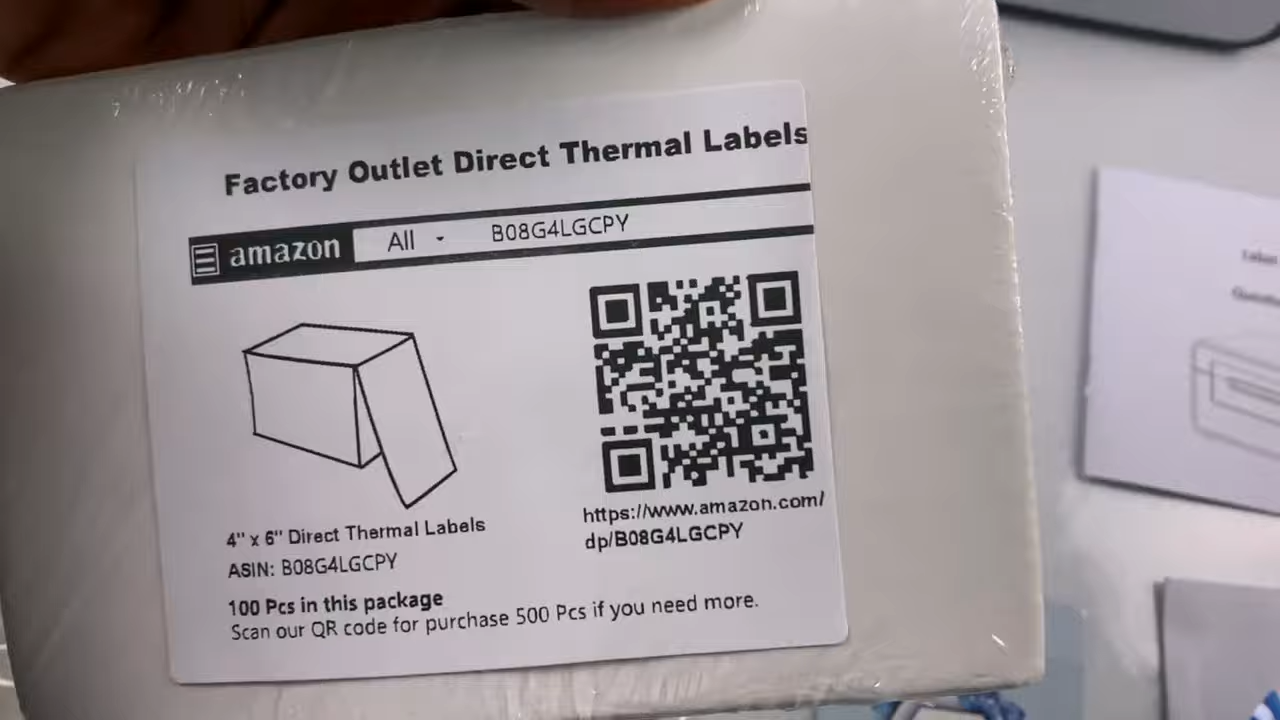 Factory Outlet Direct Thermal Labels
amazon All B08G4LGCPY
https://www.amazon.com/
dp/B08G4LGCPY
4" x 6" Direct Thermal Labels
ASIN: B08G4LGCPY
100 Pcs in this package
Scan our QR code for purchase 500 Pcs if you need more.